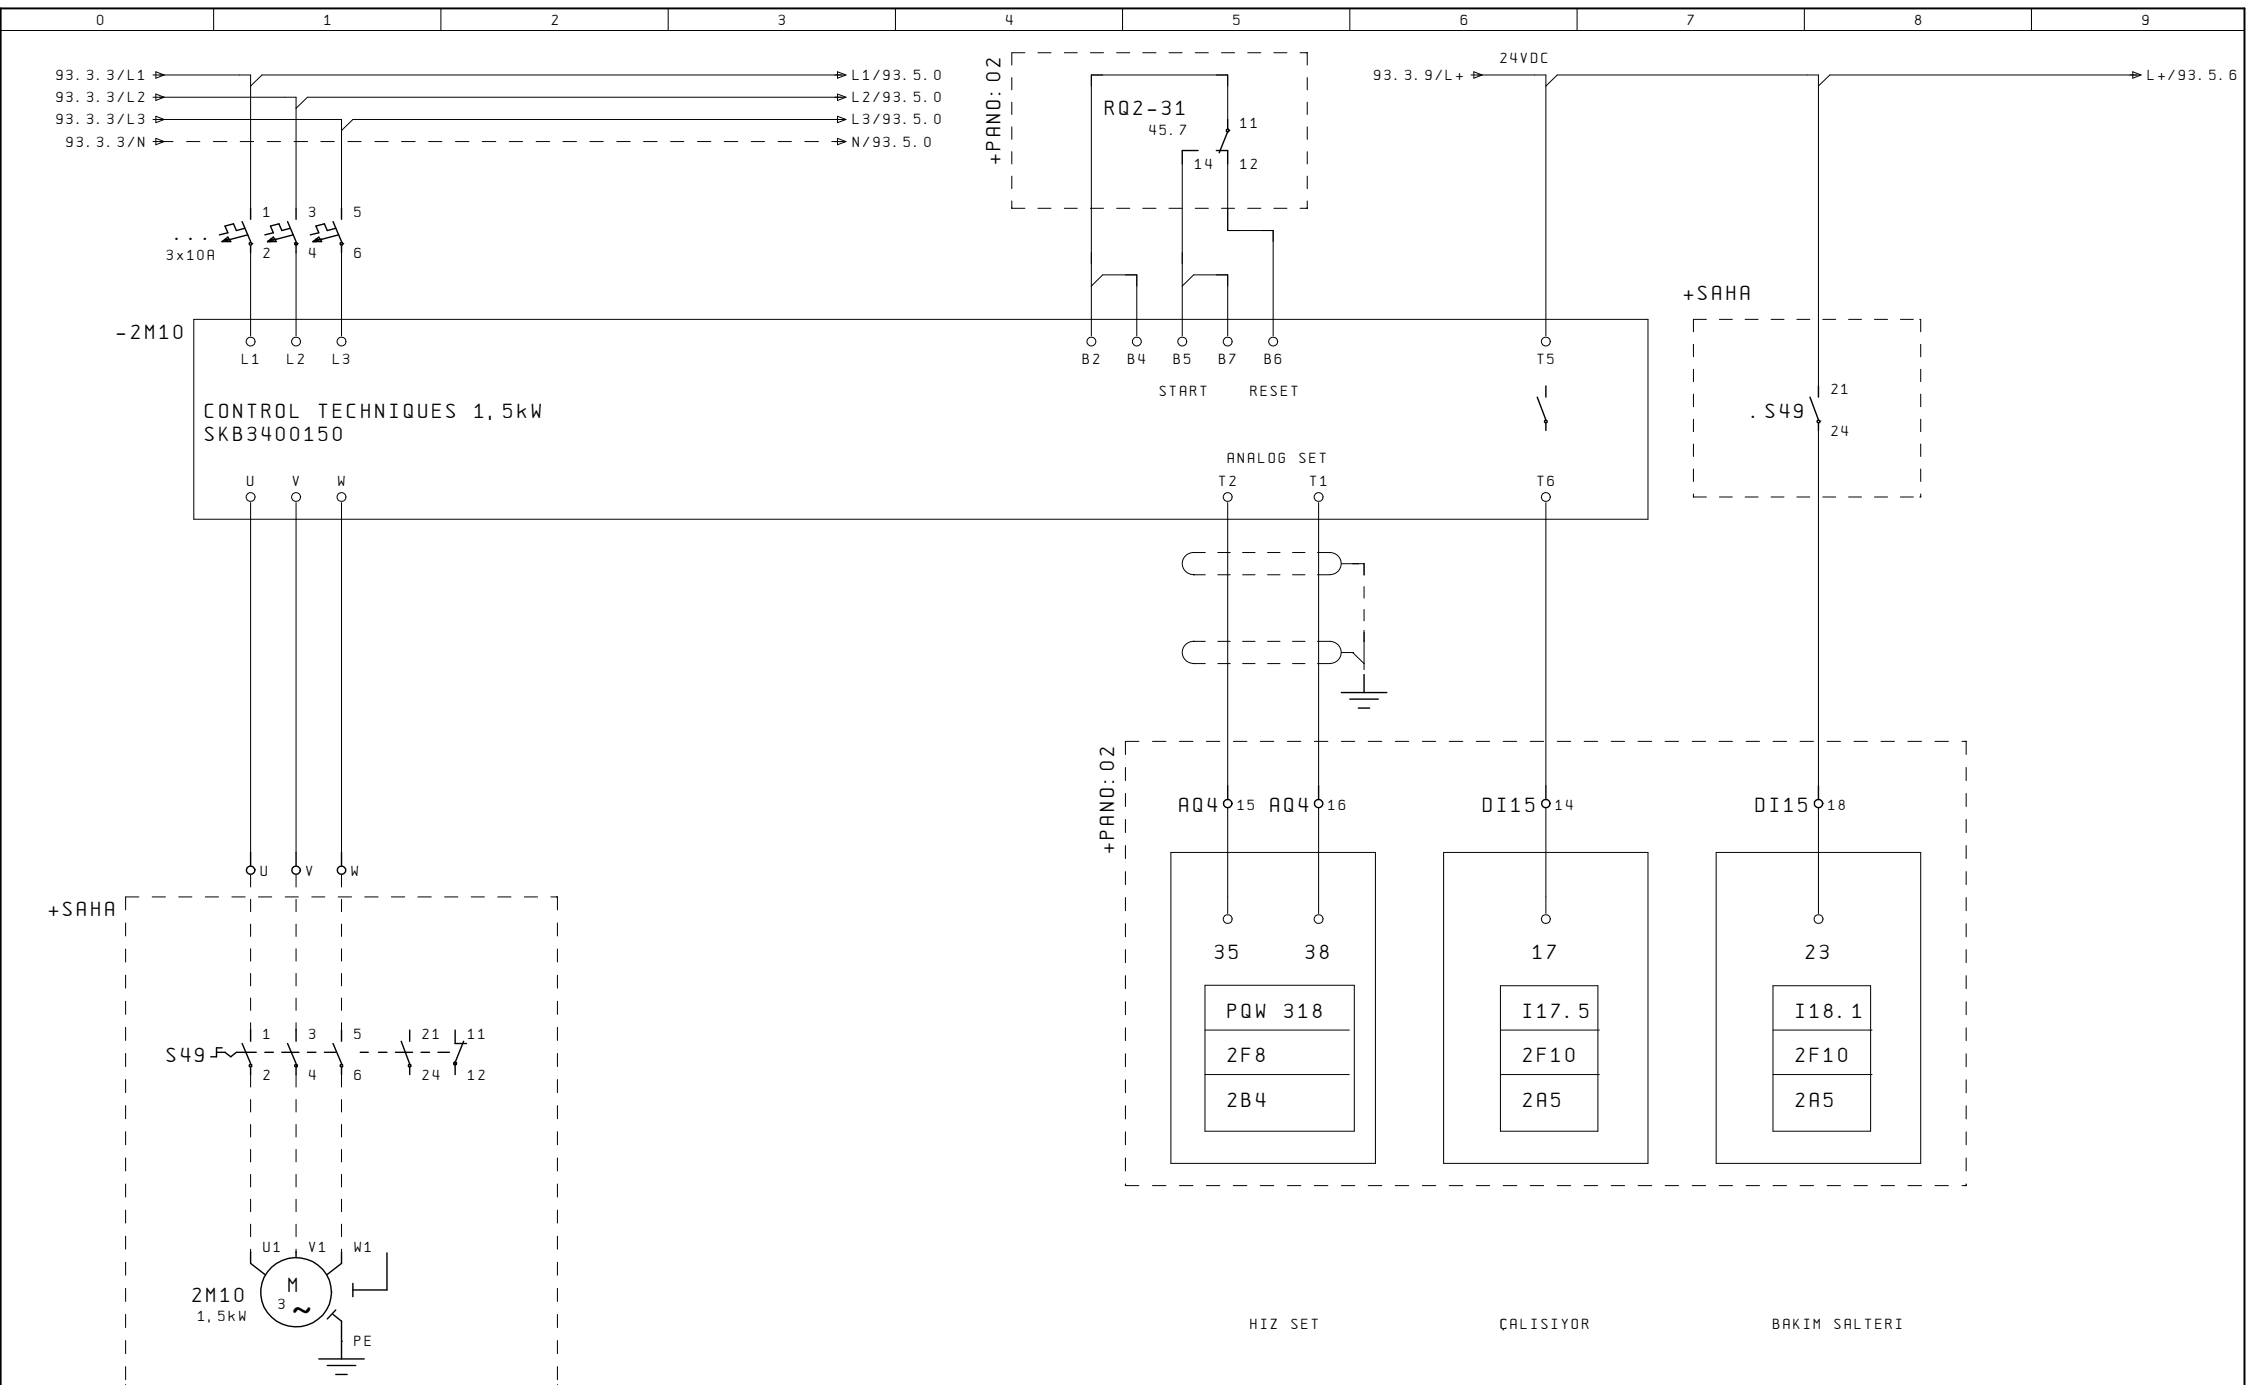 0 1 2 3 4 5 6 7 8 9
93.3.3/L1 L1/93.5.0
93.3.3/L2 L2/93.5.0
93.3.3/L3 L3/93.5.0
93.3.3/N N/93.5.0
+PANO:02
RQ2-31
45.7
11
14 12
24VDC
93.3.9/L+ L+/93.5.6
1 3 5
...
3x10A
2 4 6
+SAHA
-2M10
L1 L2 L3
B2 B4 B5 B7 B6
T5
START RESET
CONTROL TECHNIQUES 1,5kW
SKB3400150
21
.S49
24
ANALOG SET
U V W
T2 T1
T6
+PANO:02
AQ4 15 AQ4 16
DI15 14
DI15 18
U V W
+SAHA
35 38
17
23
PQW 318
2F8
2B4
I17.5
2F10
2A5
I18.1
2F10
2A5
1 3 5 21 11
S49
2 4 6 24 12
U1 V1 W1
M
3 ~
2M10
1,5kW
PE
HIZ SET
ÇALISIYOR
BAKIM SALTERI